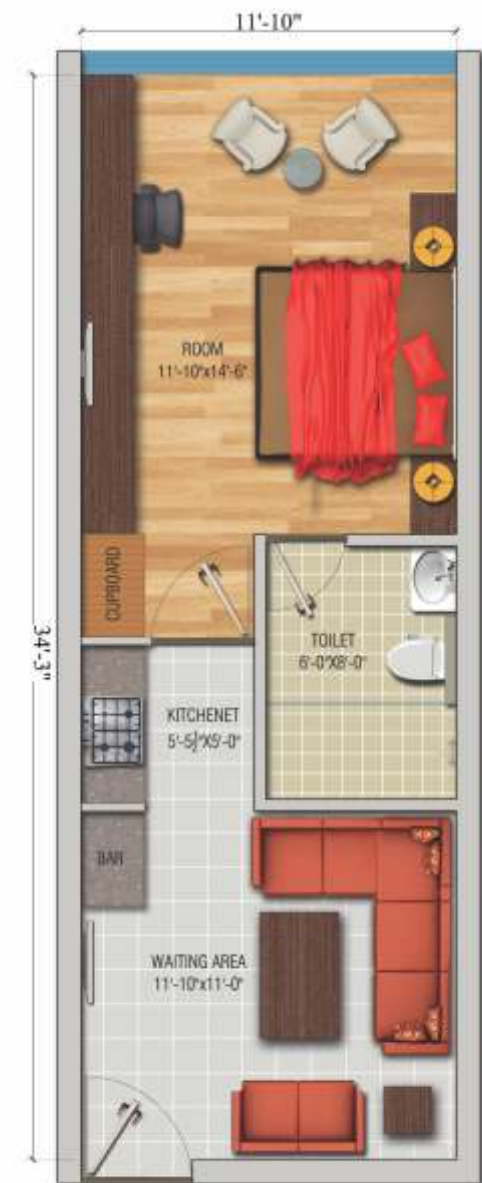 11'-10"
ROOM
11'-10"x14'-6"
CUPBOARD
TOILET
6'-0"X8'-0"
34'-3"
KITCHENET
5'-5½"X5'-0"
BAR
WAITING AREA
11'-10"x11'-0"